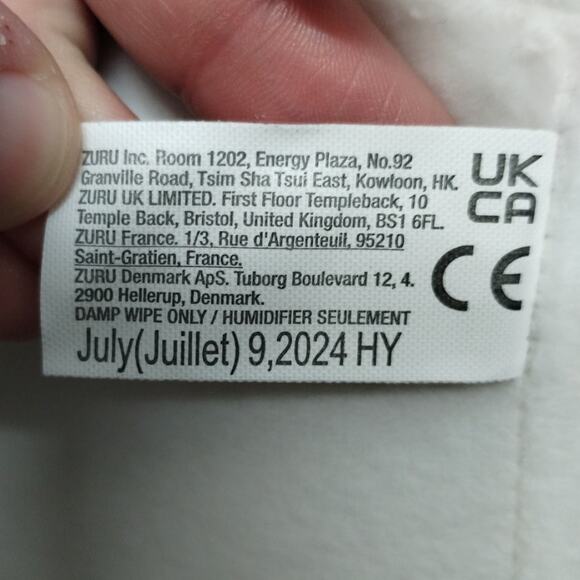 ZURU Inc. Room 1202, Energy Plaza, No.92
Granville Road, Tsim Sha Tsui East, Kowloon, HK.
ZURU UK LIMITED. First Floor Templeback, 10
Temple Back, Bristol, United Kingdom, BS1 6FL.
ZURU France. 1/3, Rue d'Argenteuil, 95210
Saint-Gratien, France.
ZURU Denmark ApS. Tuborg Boulevard 12, 4.
2900 Hellerup, Denmark.
DAMP WIPE ONLY / HUMIDIFIER SEULEMENT
July(Juillet) 9,2024 HY
UK
CA
CE